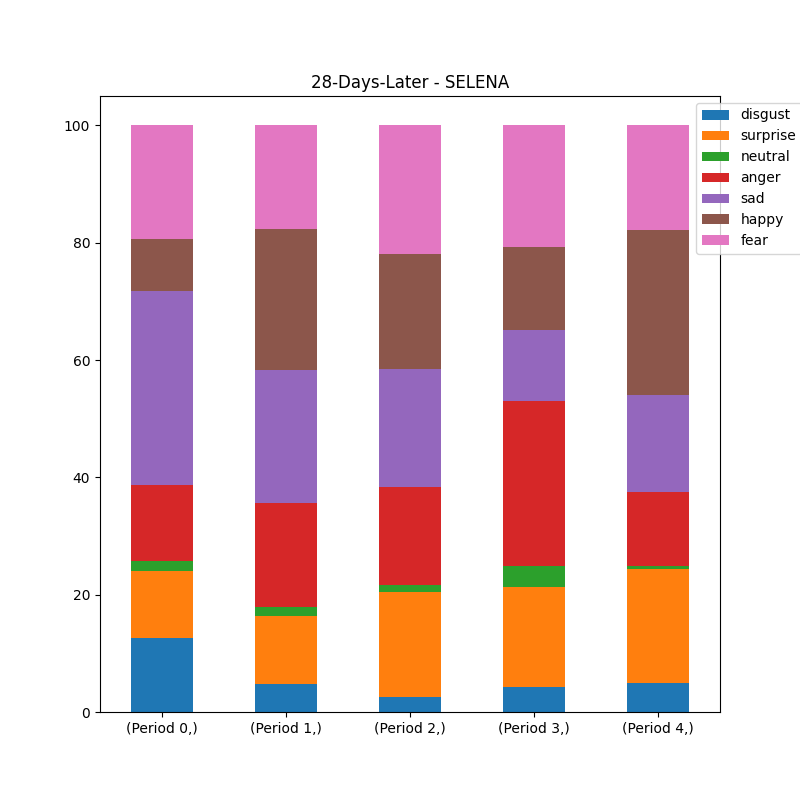 28-Days-Later - SELENA
100
80
60
40
20
0
disgust
surprise
neutral
anger
sad
happy
fear
(Period 0,) (Period 1,) (Period 2,) (Period 3,) (Period 4,)